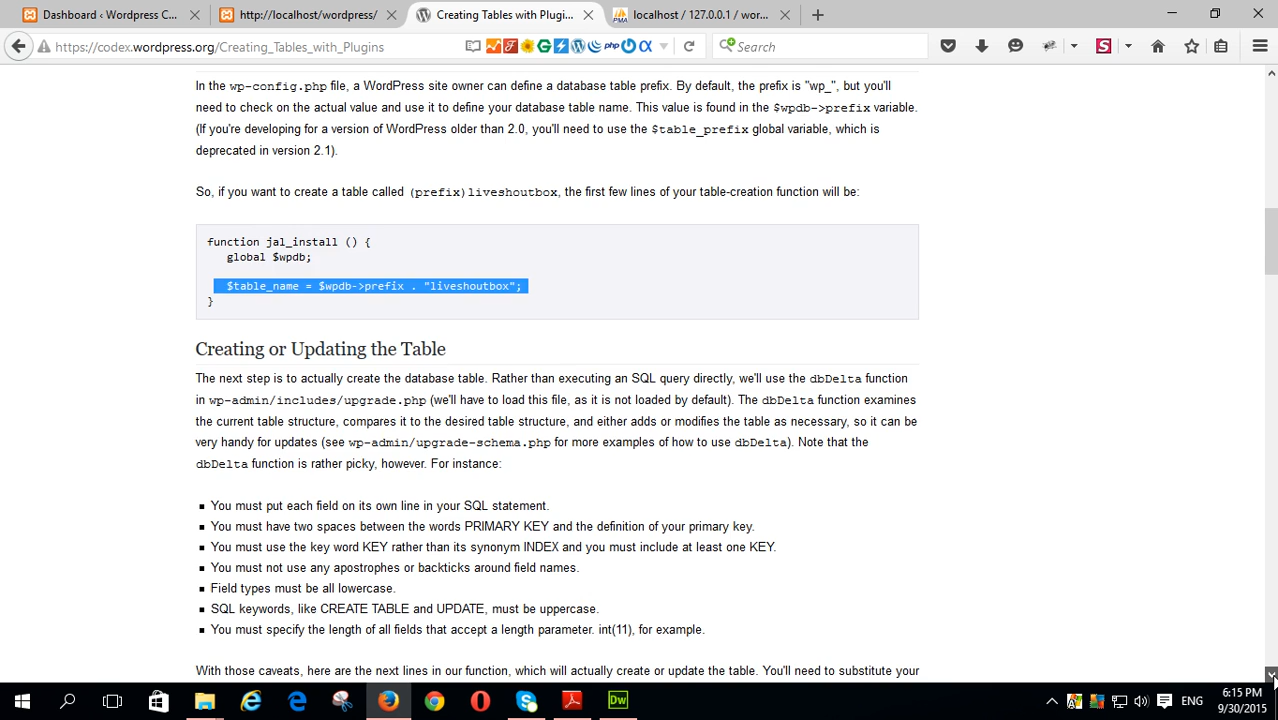 Dashboard ‹ Wordpress C...
http://localhost/wordpress/
Creating Tables with Plugi...
localhost / 127.0.0.1 / wor...
https://codex.wordpress.org/Creating_Tables_with_Plugins
Search
In the wp-config.php file, a WordPress site owner can define a database table prefix. By default, the prefix is "wp_", but you'll
need to check on the actual value and use it to define your database table name. This value is found in the $wpdb->prefix variable.
(If you're developing for a version of WordPress older than 2.0, you'll need to use the $table_prefix global variable, which is
deprecated in version 2.1).
So, if you want to create a table called (prefix)liveshoutbox, the first few lines of your table-creation function will be:
function jal_install () {
global $wpdb;
$table_name = $wpdb->prefix . "liveshoutbox";
}
Creating or Updating the Table
The next step is to actually create the database table. Rather than executing an SQL query directly, we'll use the dbDelta function
in wp-admin/includes/upgrade.php (we'll have to load this file, as it is not loaded by default). The dbDelta function examines
the current table structure, compares it to the desired table structure, and either adds or modifies the table as necessary, so it can be
very handy for updates (see wp-admin/upgrade-schema.php for more examples of how to use dbDelta). Note that the
dbDelta function is rather picky, however. For instance:
You must put each field on its own line in your SQL statement.
You must have two spaces between the words PRIMARY KEY and the definition of your primary key.
You must use the key word KEY rather than its synonym INDEX and you must include at least one KEY.
You must not use any apostrophes or backticks around field names.
Field types must be all lowercase.
SQL keywords, like CREATE TABLE and UPDATE, must be uppercase.
You must specify the length of all fields that accept a length parameter. int(11), for example.
With those caveats, here are the next lines in our function, which will actually create or update the table. You'll need to substitute your
Dw
ENG
6:15 PM
9/30/2015